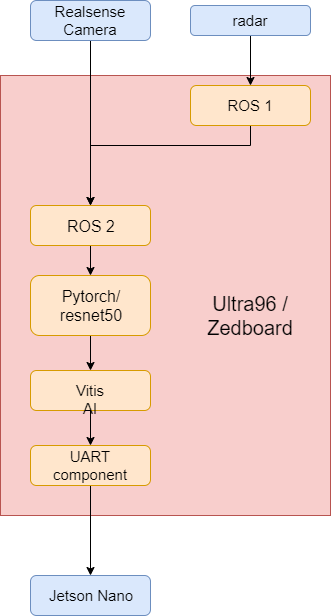 Realsense
Camera
radar
ROS 1
ROS 2
Pytorch/
resnet50
Ultra96 /
Zedboard
Vitis
AI
UART
component
Jetson Nano